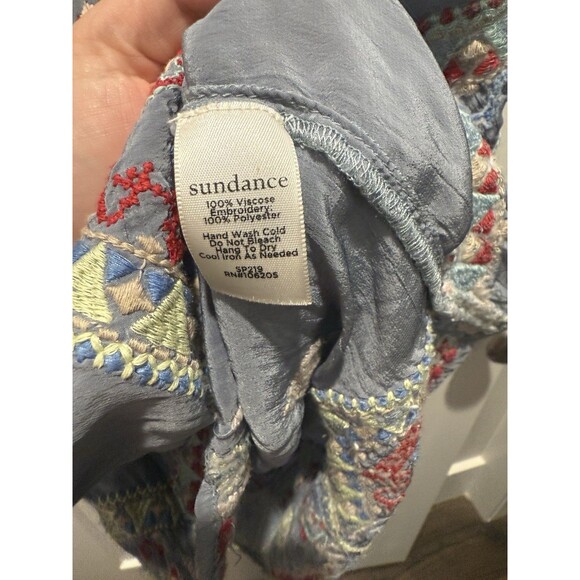 sundance
100% Viscose
Embroidery:
100% Polyester
Hand Wash Cold
Do Not Bleach
Hang To Dry
Cool Iron As Needed
SP219
RN#106205